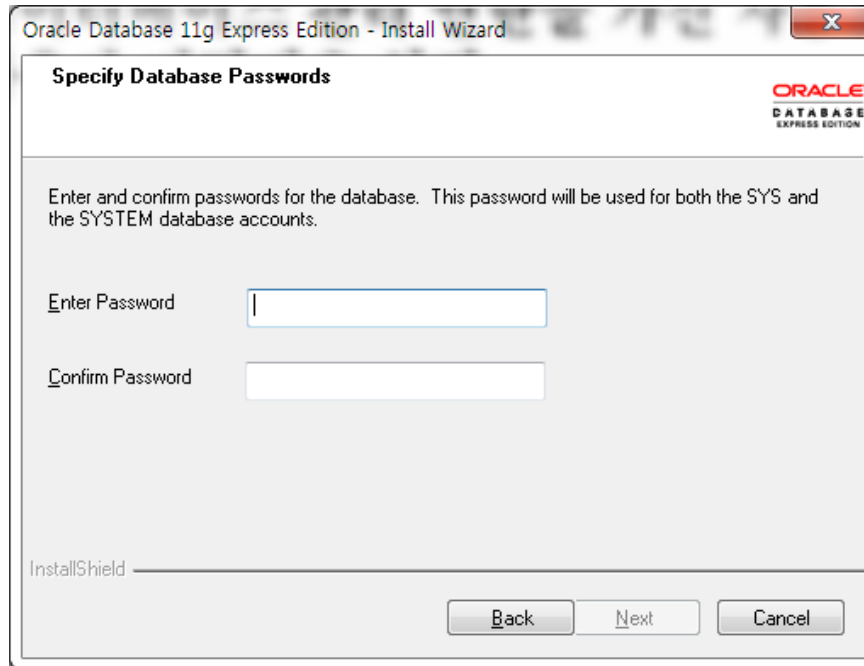 Oracle Database 11g Express Edition - Install Wizard
Specify Database Passwords
ORACLE
DATABASE
EXPRESS EDITION
Enter and confirm passwords for the database. This password will be used for both the SYS and
the SYSTEM database accounts.
Enter Password
Confirm Password
InstallShield
Back Next Cancel